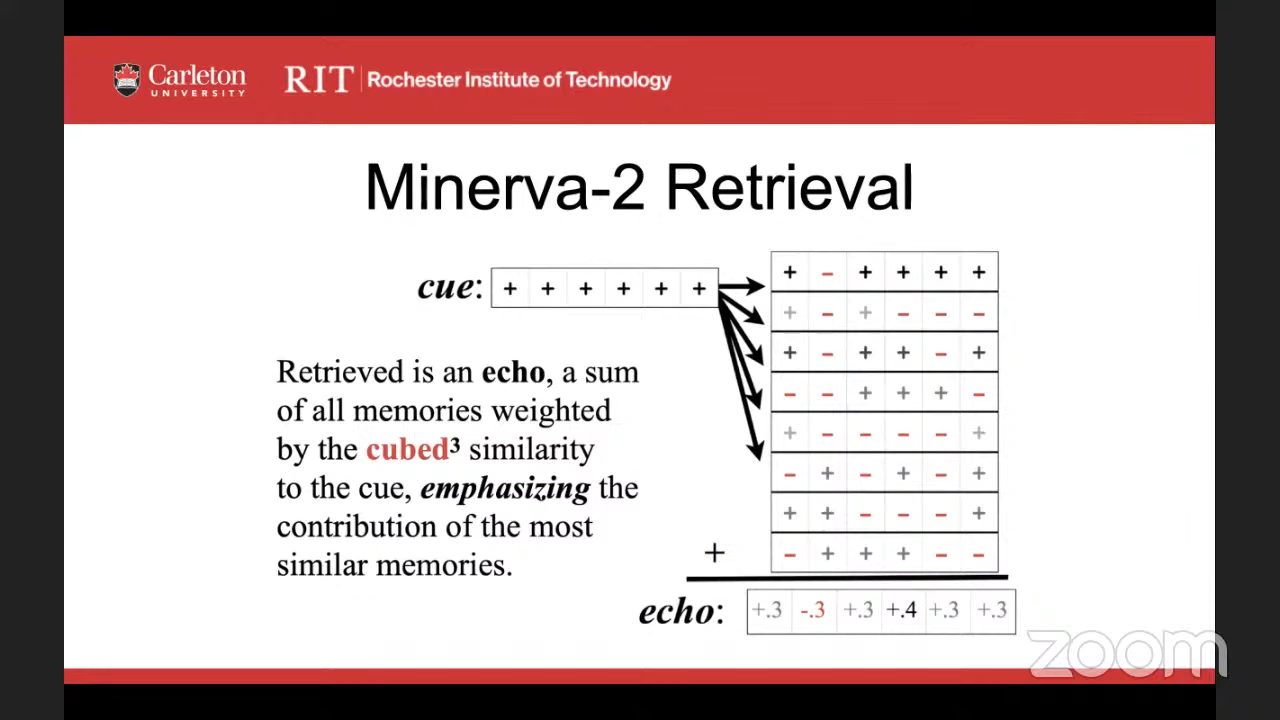 Carleton
UNIVERSITY
RIT | Rochester Institute of Technology
Minerva-2 Retrieval
cue: + + + + + +
Retrieved is an echo, a sum
of all memories weighted
by the cubed³ similarity
to the cue, emphasizing the
contribution of the most
similar memories.
+ - + + + +
+ - + - - -
+ - + + - +
- - + + + -
+ - - - - +
- + - + - +
+ + - - - +
- + + + - -
+
echo: +.3 -.3 +.3 +.4 +.3 +.3
zoom